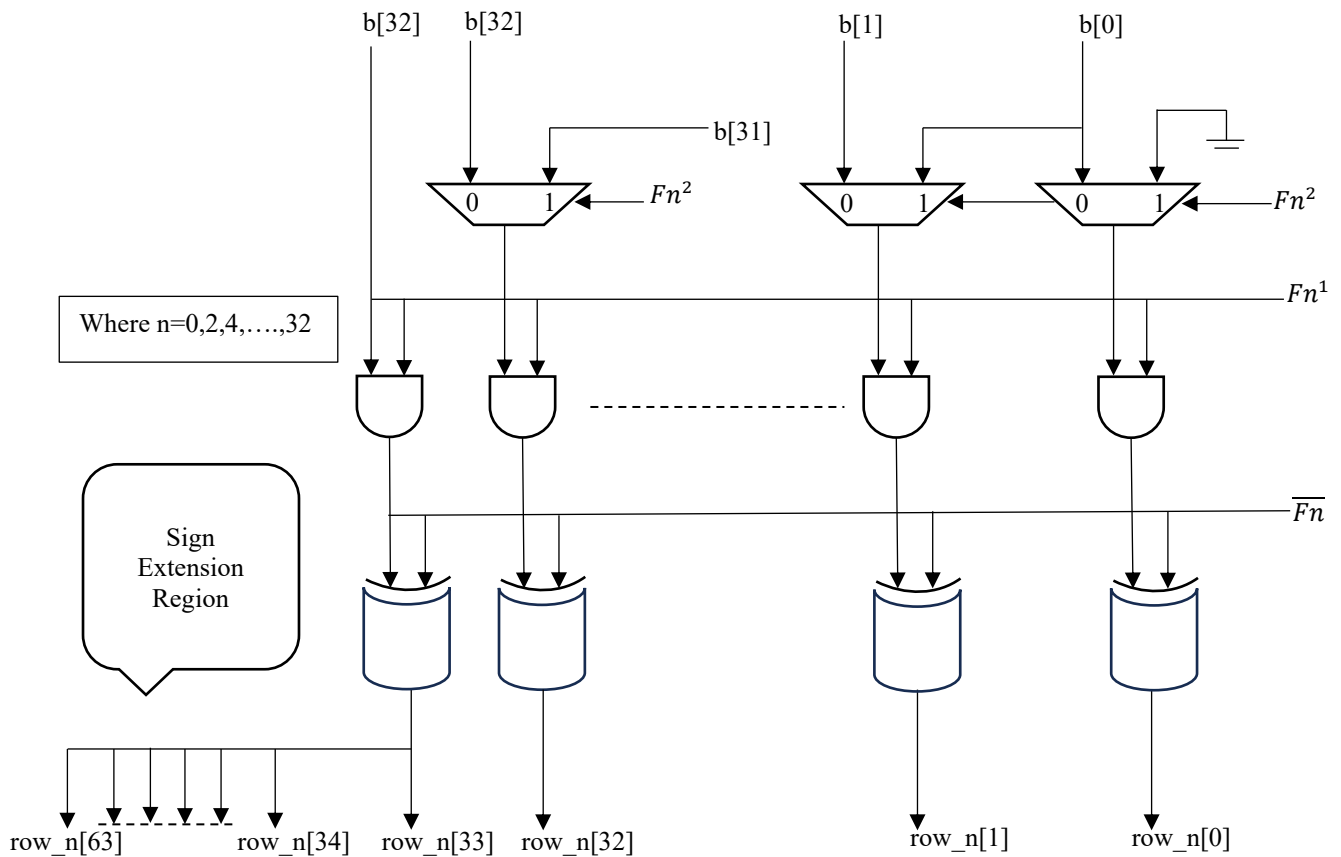 b[32]
b[32]
b[1]
b[0]
b[31]
0
1
Fn²
0
1
0
1
Fn²
Fn¹
Where n=0,2,4,….,32
F̅n̅
Sign
Extension
Region
row_n[63]
row_n[34]
row_n[33]
row_n[32]
row_n[1]
row_n[0]